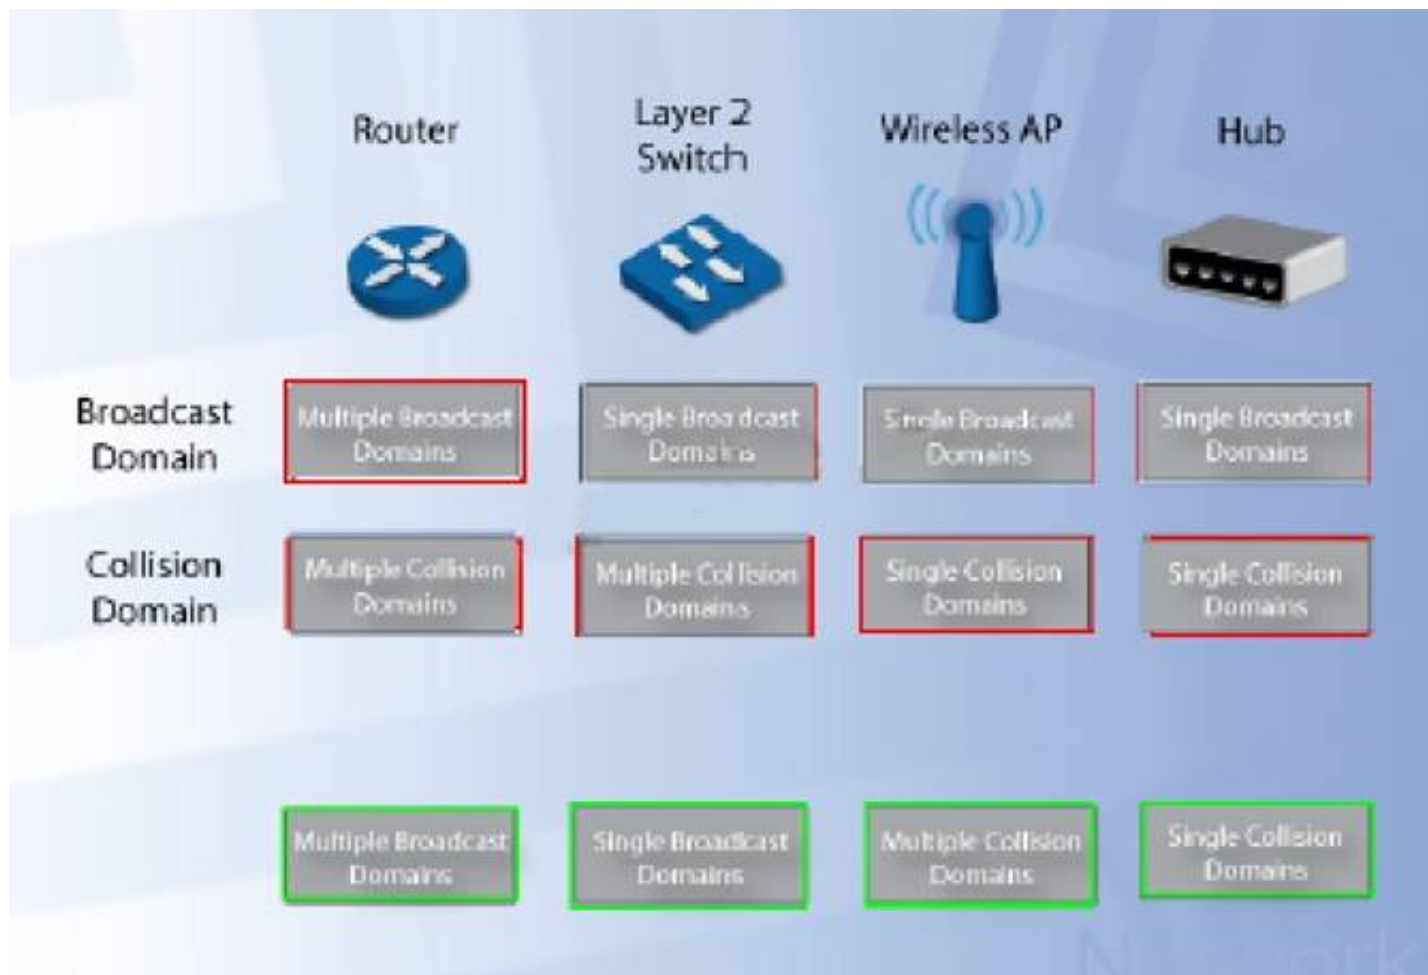 Router
Layer 2
Switch
Wireless AP
Hub
Broadcast
Domain
Multiple Broadcast
Domains
Single Broadcast
Domains
Single Broadcast
Domains
Single Broadcast
Domains
Collision
Domain
Multiple Collision
Domains
Multiple Collision
Domains
Single Collision
Domains
Single Collision
Domains
Multiple Broadcast
Domains
Single Broadcast
Domains
Multiple Collision
Domains
Single Collision
Domains